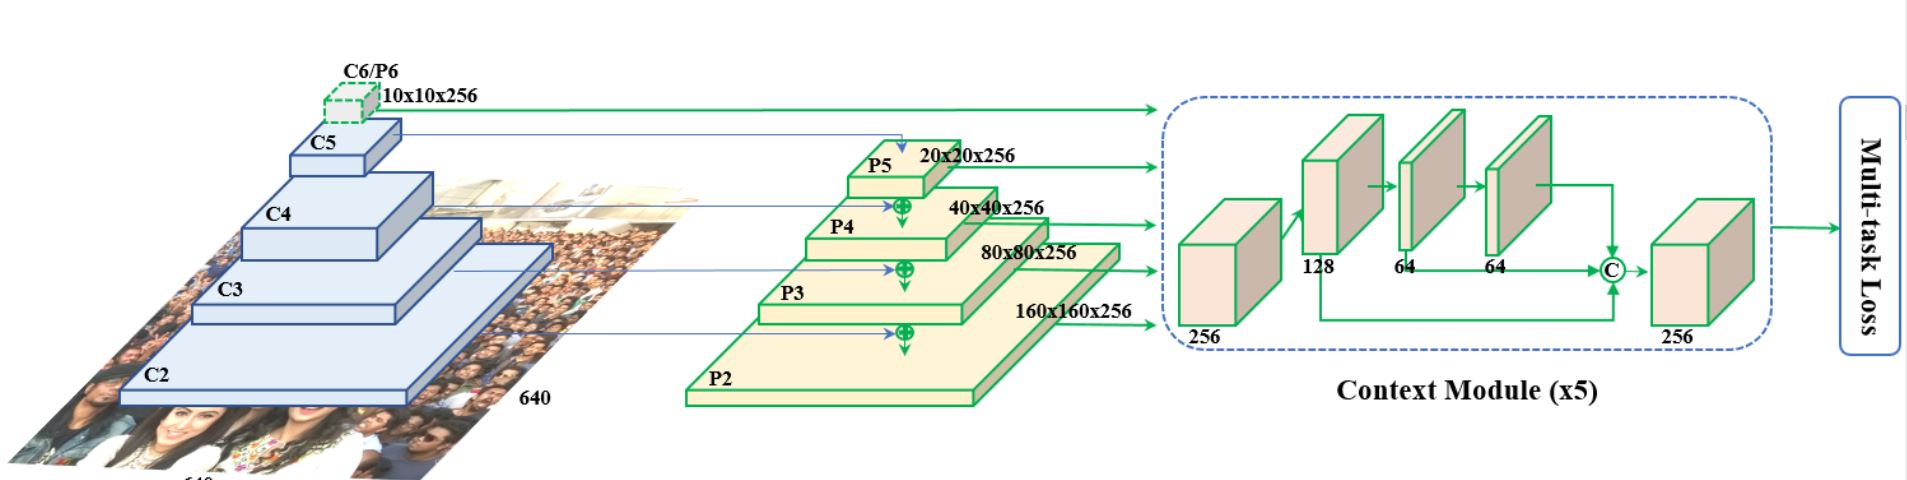 C6/P6
10x10x256
C5
C4
C3
C2
640
P5
20x20x256
P4
40x40x256
P3
80x80x256
P2
160x160x256
256
128
64
64
C
256
Context Module (x5)
Multi-task Loss